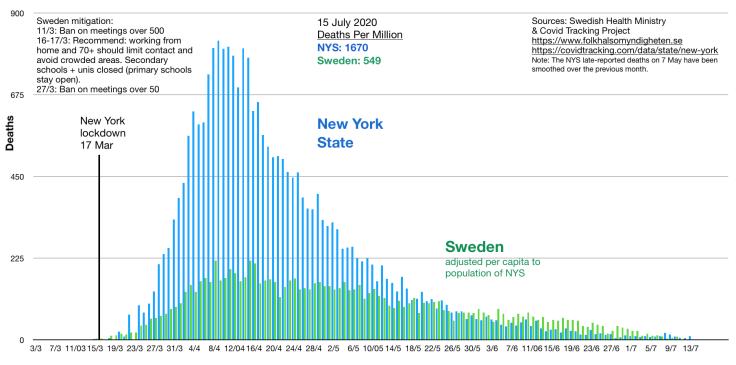 900
Sweden mitigation:
11/3: Ban on meetings over 500
16-17/3: Recommend: working from
home and 70+ should limit contact and
avoid crowded areas. Secondary
schools + unis closed (primary schools
stay open).
27/3: Ban on meetings over 50
15 July 2020
Deaths Per Million
NYS: 1670
Sweden: 549
Sources: Swedish Health Ministry
& Covid Tracking Project
https://www.folkhalsomyndigheten.se
https://covidtracking.com/data/state/new-york
Note: The NYS late-reported deaths on 7 May have been
smoothed over the previous month.
675
Deaths
New York
lockdown
17 Mar
New York
State
450
Sweden
adjusted per capita to
population of NYS
225
0
3/3 7/3 11/03 15/3 19/3 23/3 27/3 31/3 4/4 8/4 12/04 16/4 20/4 24/4 28/4 2/5 6/5 10/05 14/5 18/5 22/5 26/5 30/5 3/6 7/6 11/06 15/6 19/6 23/6 27/6 1/7 5/7 9/7 13/7